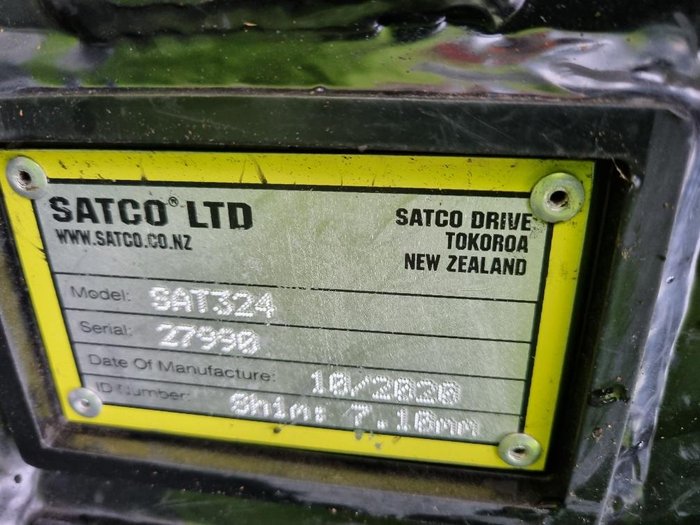 SATCO® LTD
WWW.SATCO.CO.NZ
SATCO DRIVE
TOKOROA
NEW ZEALAND
Model: SAT324
Serial: 27990
Date Of Manufacture: 10/2020
ID Number: Shim: 7.10mm